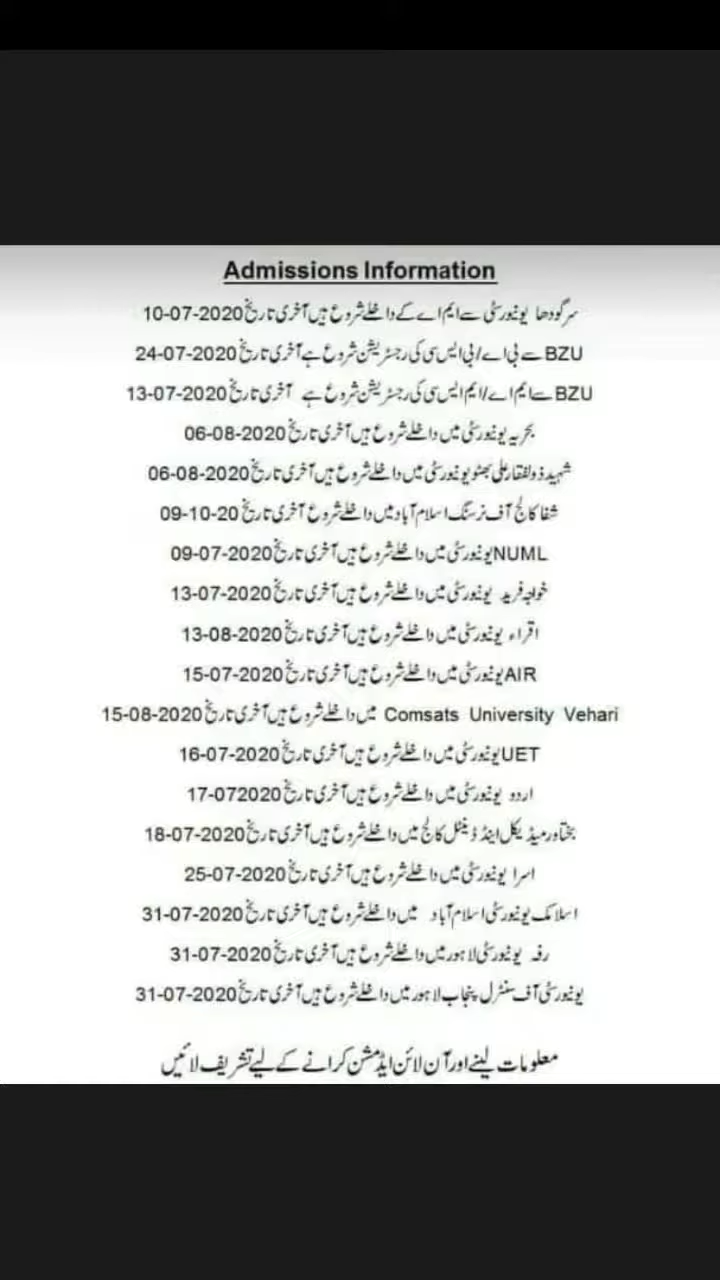 Admissions Information
سرگودھا یونیورسٹی سے ایم اے کے داخلے شروع ہیں آخری تاریخ 10-07-2020
BZU سے بی اے/بی ایس سی کی رجسٹریشن شروع ہے آخری تاریخ 24-07-2020
BZU سے ایم اے/ایم ایس سی کی رجسٹریشن شروع ہے آخری تاریخ 13-07-2020
بحریہ یونیورسٹی میں داخلے شروع ہیں آخری تاریخ 06-08-2020
شہید ذولفقار علی بھٹو یونیورسٹی میں داخلے شروع ہیں آخری تاریخ 06-08-2020
شفا کالج آف نرسنگ اسلام آباد میں داخلے شروع آخری تاریخ 09-10-20
NUML یونیورسٹی میں داخلے شروع ہیں آخری تاریخ 09-07-2020
خواجہ فرید یونیورسٹی میں داخلے شروع ہیں آخری تاریخ 13-07-2020
اقراء یونیورسٹی میں داخلے شروع ہیں آخری تاریخ 13-08-2020
AIR یونیورسٹی میں داخلے شروع ہیں آخری تاریخ 15-07-2020
Comsats University Vehari میں داخلے شروع ہیں آخری تاریخ 15-08-2020
UET یونیورسٹی میں داخلے شروع ہیں آخری تاریخ 16-07-2020
اردو یونیورسٹی میں داخلے شروع ہیں آخری تاریخ 17-072020
بختاور میڈیکل اینڈ ڈینٹل کالج میں داخلے شروع ہیں آخری تاریخ 18-07-2020
اسرا یونیورسٹی میں داخلے شروع ہیں آخری تاریخ 25-07-2020
اسلامک یونیورسٹی اسلام آباد میں داخلے شروع ہیں آخری تاریخ 31-07-2020
رفہ یونیورسٹی لاہور میں داخلے شروع ہیں آخری تاریخ 31-07-2020
یونیورسٹی آف سنٹرل پنجاب لاہور میں داخلے شروع ہیں آخری تاریخ 31-07-2020
معلومات لینے اور آن لائن ایڈمشن کرانے کے لیے تشریف لائیں